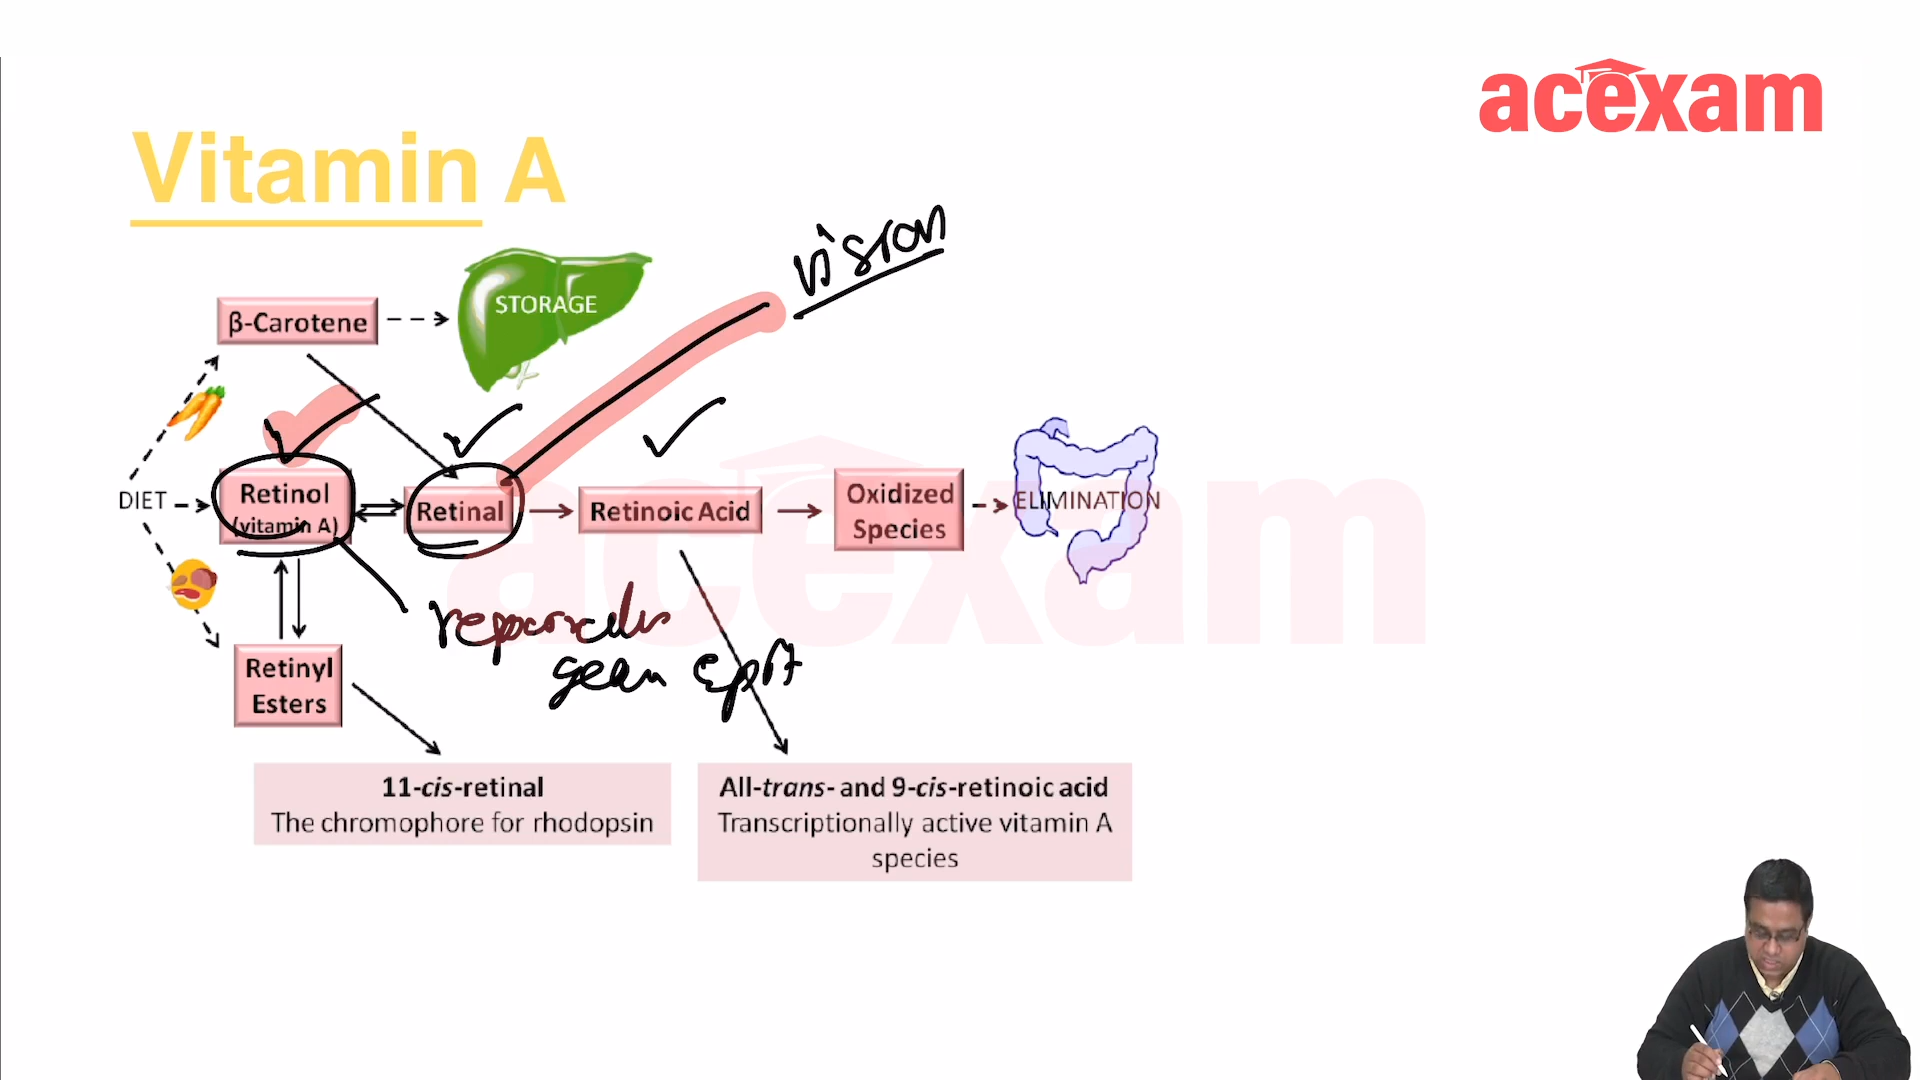 acexam
Vitamin A
vision
STORAGE
β-Carotene
DIET
Retinol
(vitamin A)
Retinal
Retinoic Acid
Oxidized
Species
ELIMINATION
acexam
Retinyl
Esters
11-cis-retinal
The chromophore for rhodopsin
All-trans- and 9-cis-retinoic acid
Transcriptionally active vitamin A
species